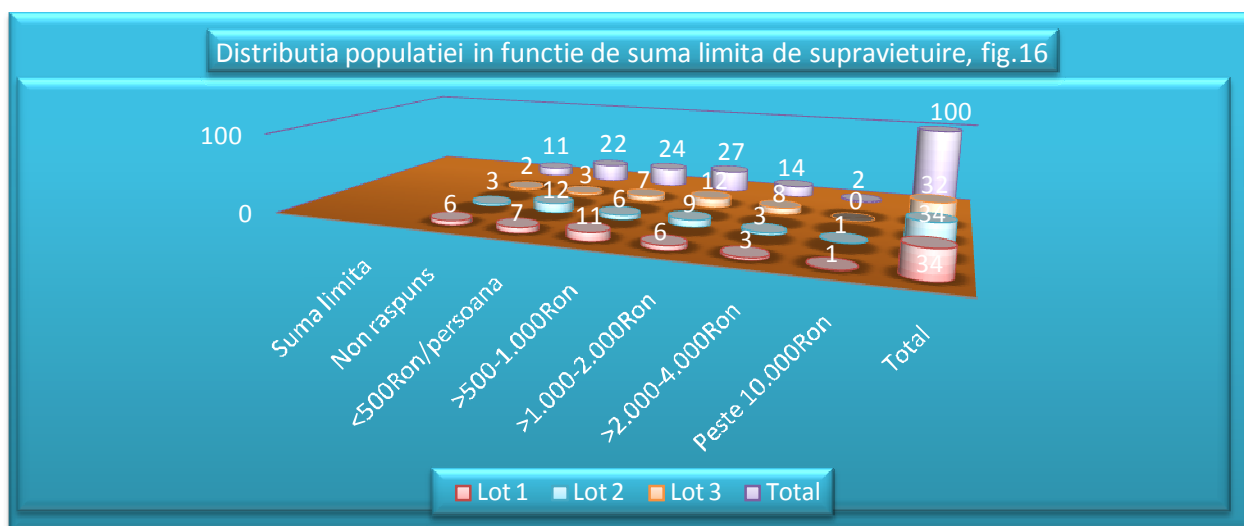 Distributia populatiei in functie de suma limita de supravietuire, fig.16
100
0
11 22 24 27 14 2 100
2 3 7 12 8 0 32
3 12 6 9 3 1 34
6 7 11 6 3 1 34
Suma limita
Non raspuns
<500Ron/persoana
>500-1.000Ron
>1.000-2.000Ron
>2.000-4.000Ron
Peste 10.000Ron
Total
Lot 1 Lot 2 Lot 3 Total